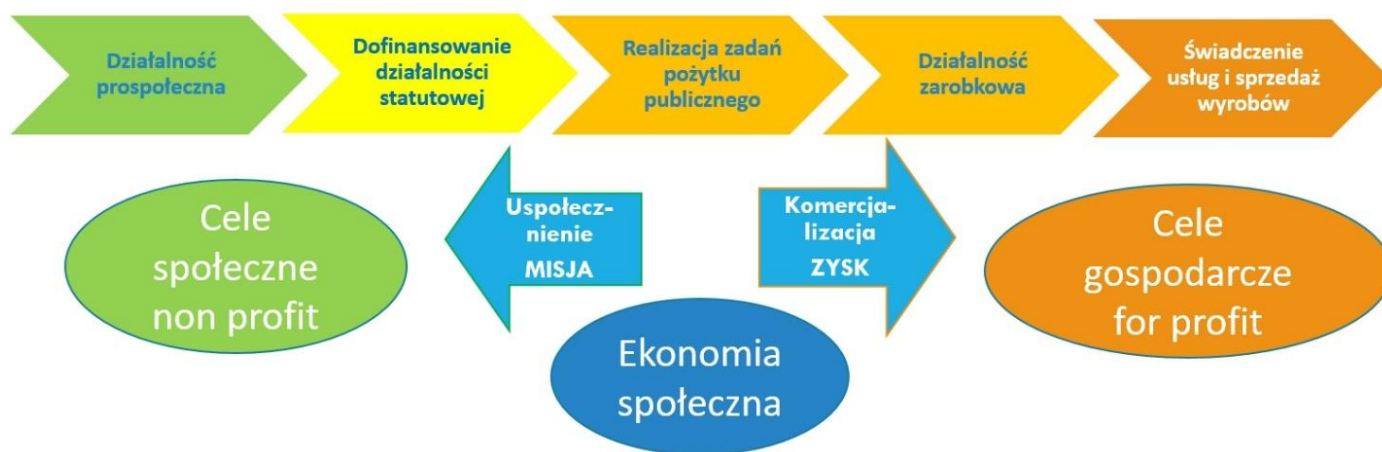 Działalność
prospołeczna
Dofinansowanie
działalności
statutowej
Realizacja zadań
pożytku
publicznego
Działalność
zarobkowa
Świadczenie
usług i sprzedaż
wyrobów
Cele
społeczne
non profit
Uspołecz-
nienie
MISJA
Komercja-
lizacja
ZYSK
Cele
gospodarcze
for profit
Ekonomia
społeczna